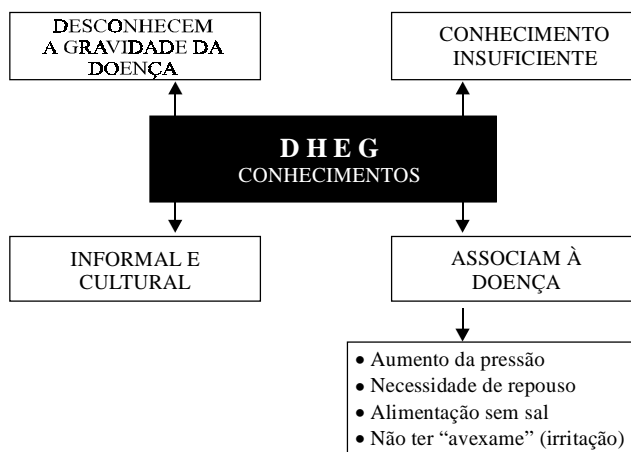 DESCONHECEM
A GRAVIDADE DA
DOENÇA
CONHECIMENTO
INSUFICIENTE
D H E G
CONHECIMENTOS
INFORMAL E
CULTURAL
ASSOCIAM À
DOENÇA
• Aumento da pressão
• Necessidade de repouso
• Alimentação sem sal
• Não ter “avexame” (irritação)